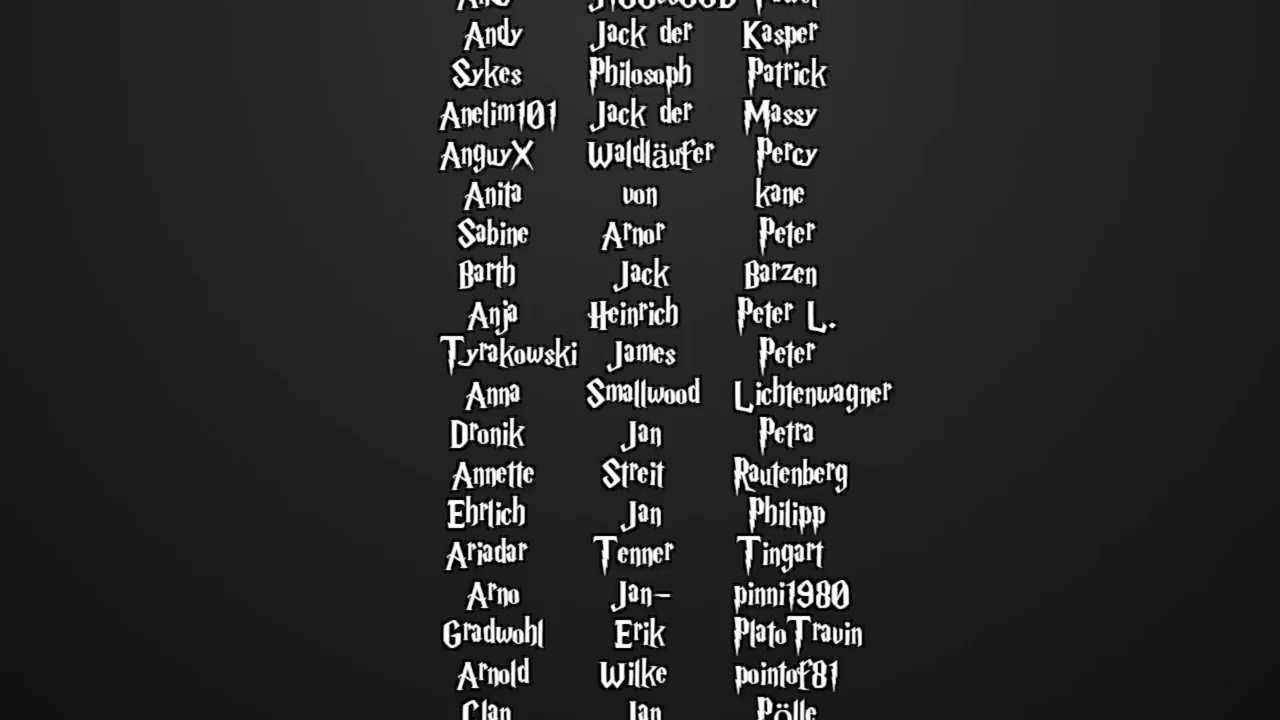 Andy Jack der Kasper
Sykes Philosoph Patrick
Anelim101 Jack der Massy
AnguyX Waldläufer Percy
Anita von kane
Sabine Arnor Peter
Barth Jack Barzen
Anja Heinrich Peter L.
Tyrakowski James Peter
Anna Smallwood Lichtenwagner
Dronik Jan Petra
Annette Streit Rautenberg
Ehrlich Jan Philipp
Ariadar Tenner Tingart
Arno Jan- pinni1980
Gradwohl Erik PlatoTravin
Arnold Wilke pointof81
Clan Jan Pölle